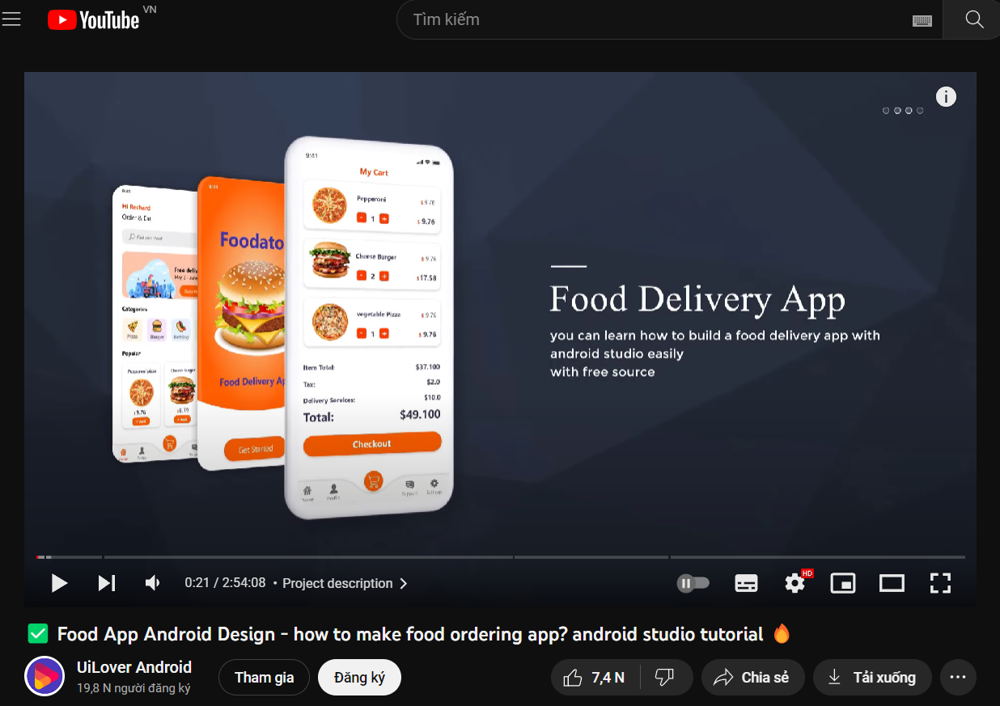 YouTube VN
Tìm kiếm
i
9:41
Hi Recherd
Order & Eat
Find your food
Free deliv
May 2 - June
Categories
Pizza Burger Hotdog
Popular
Pepperoni pizza Cheese Burger
$9.76 $8.79
+ Add + Add
9:41
Foodato
Food Delivery Ap
Get Started
9:41
My Cart
Pepperoni $9.76
- 1 + $9.76
Cheese Burger $9.76
- 2 + $17.58
vegetable Pizza $9.76
- 1 + $9.76
Item Total: $37.100
Tax: $2.0
Delivery Services: $10.0
Total: $49.100
Checkout
Home Profile Support Settings
Food Delivery App
you can learn how to build a food delivery app with
android studio easily
with free source
0:21 / 2:54:08 • Project description
HD
✅ Food App Android Design - how to make food ordering app? android studio tutorial 🔥
UiLover Android
19,8 N người đăng ký
Tham gia
Đăng ký
7,4 N
Chia sẻ
Tải xuống